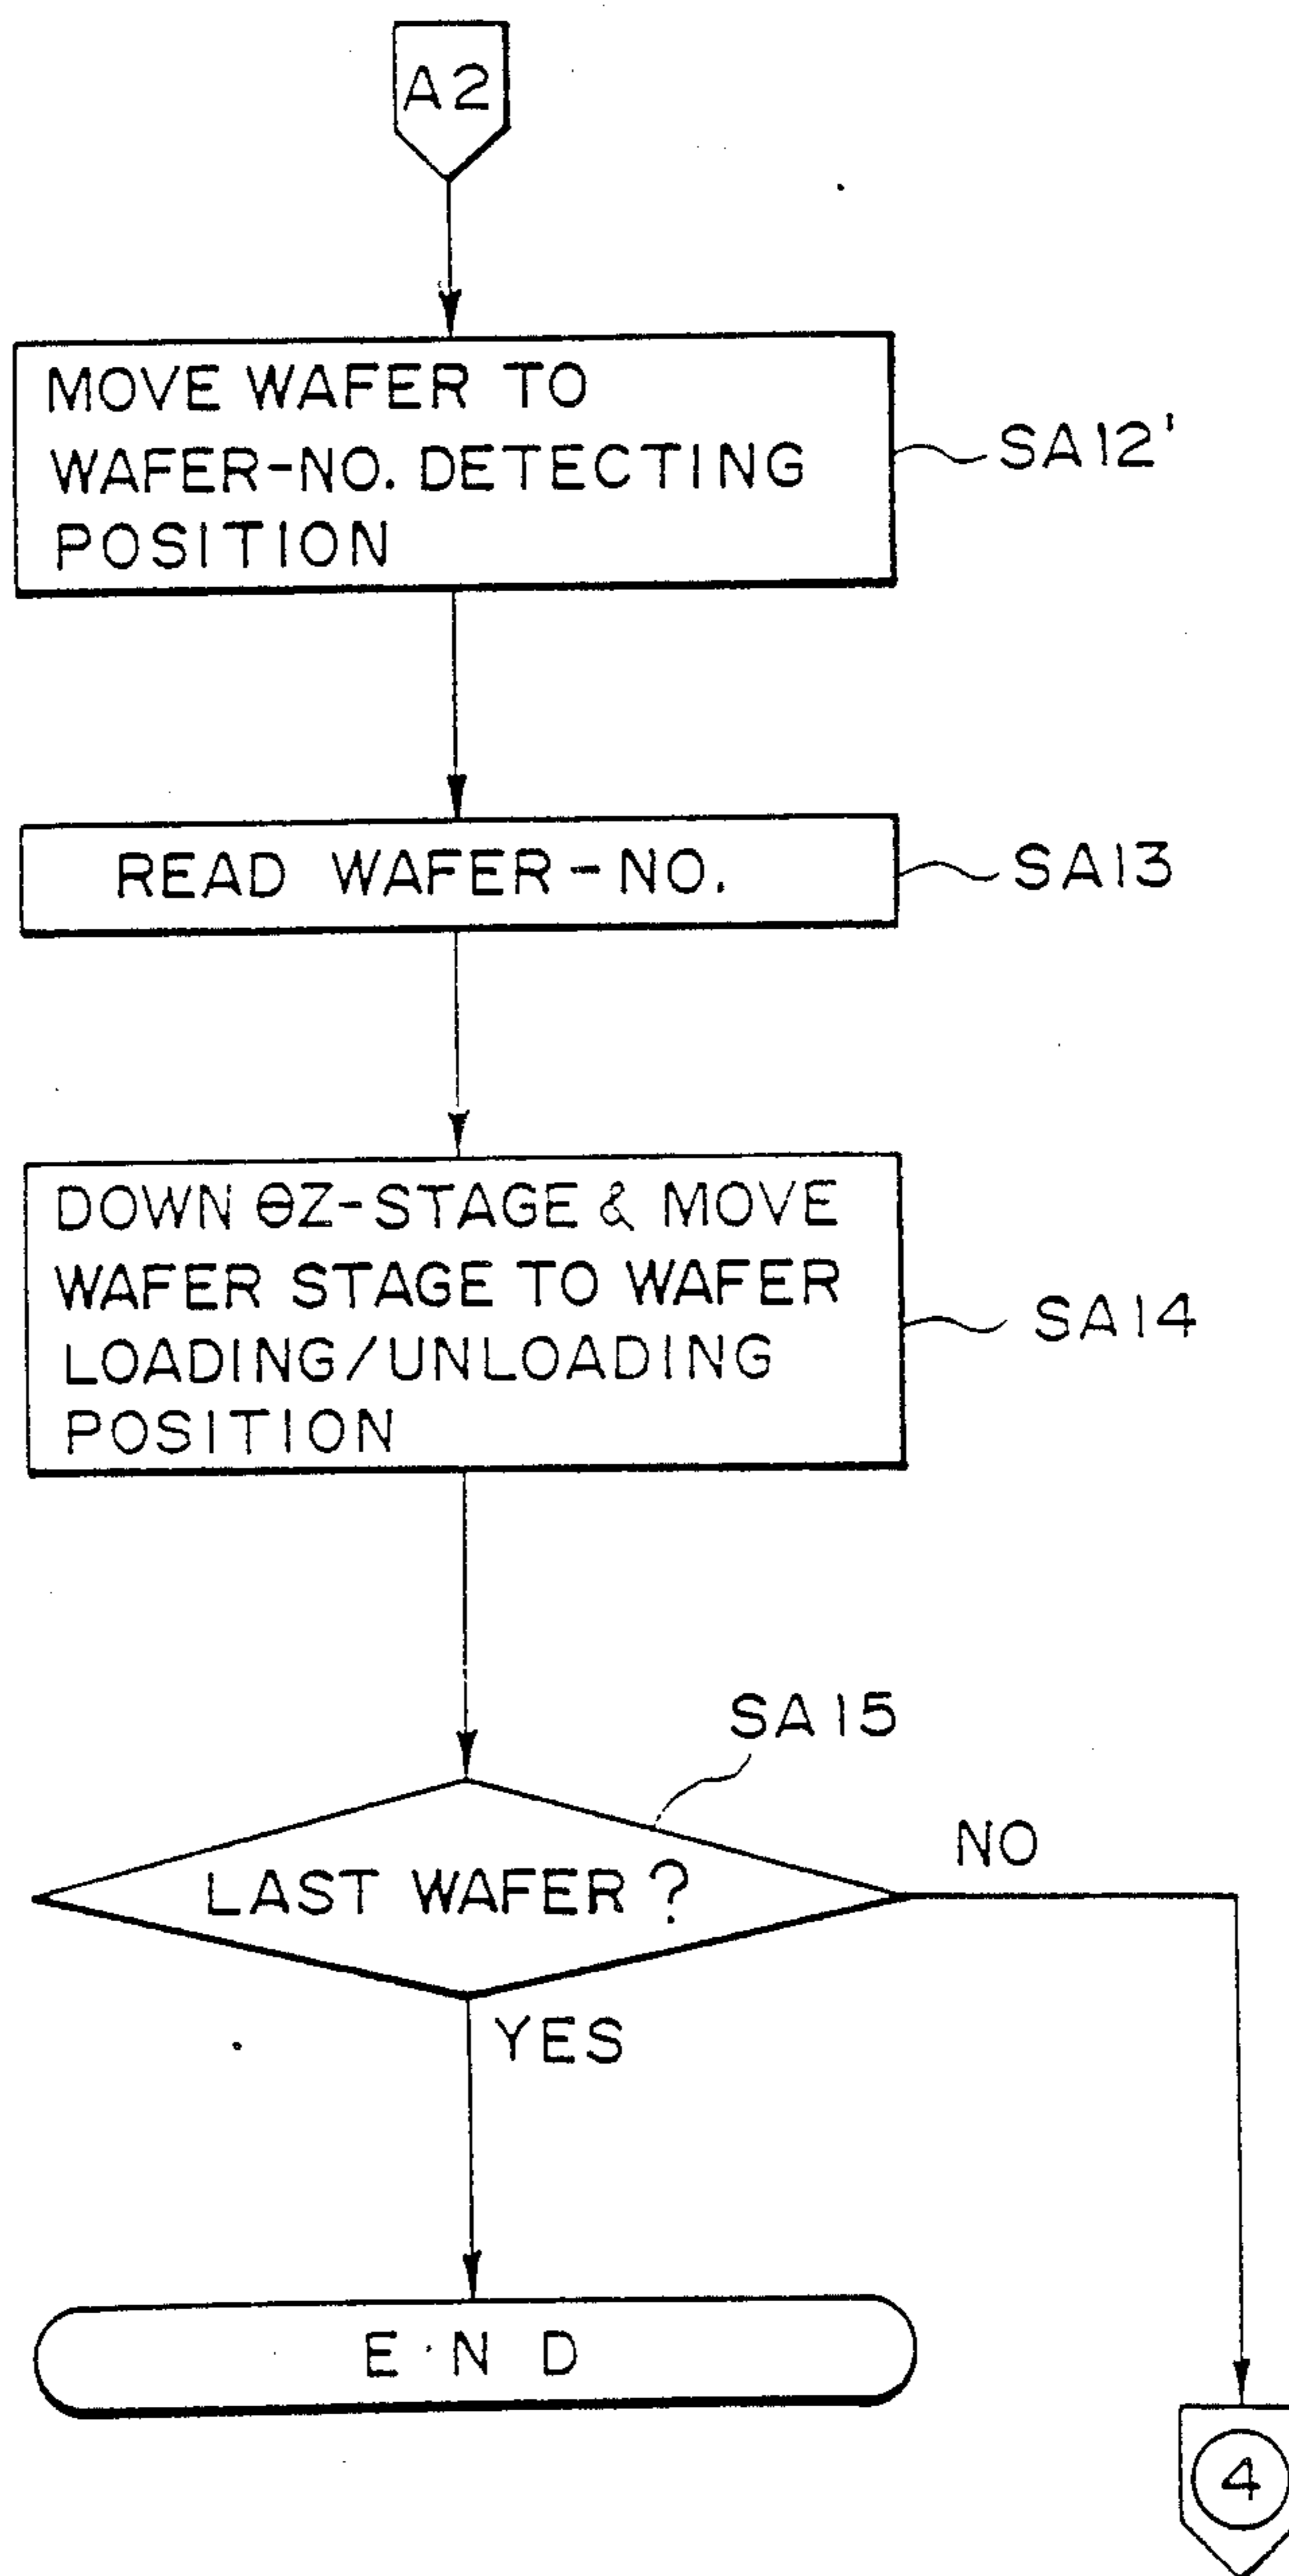 A2
MOVE WAFER TO
WAFER-NO. DETECTING
POSITION
SA12'
READ WAFER-NO.
SA13
DOWN θZ-STAGE & MOVE
WAFER STAGE TO WAFER
LOADING/UNLOADING
POSITION
SA14
SA15
LAST WAFER?
NO
YES
END
4